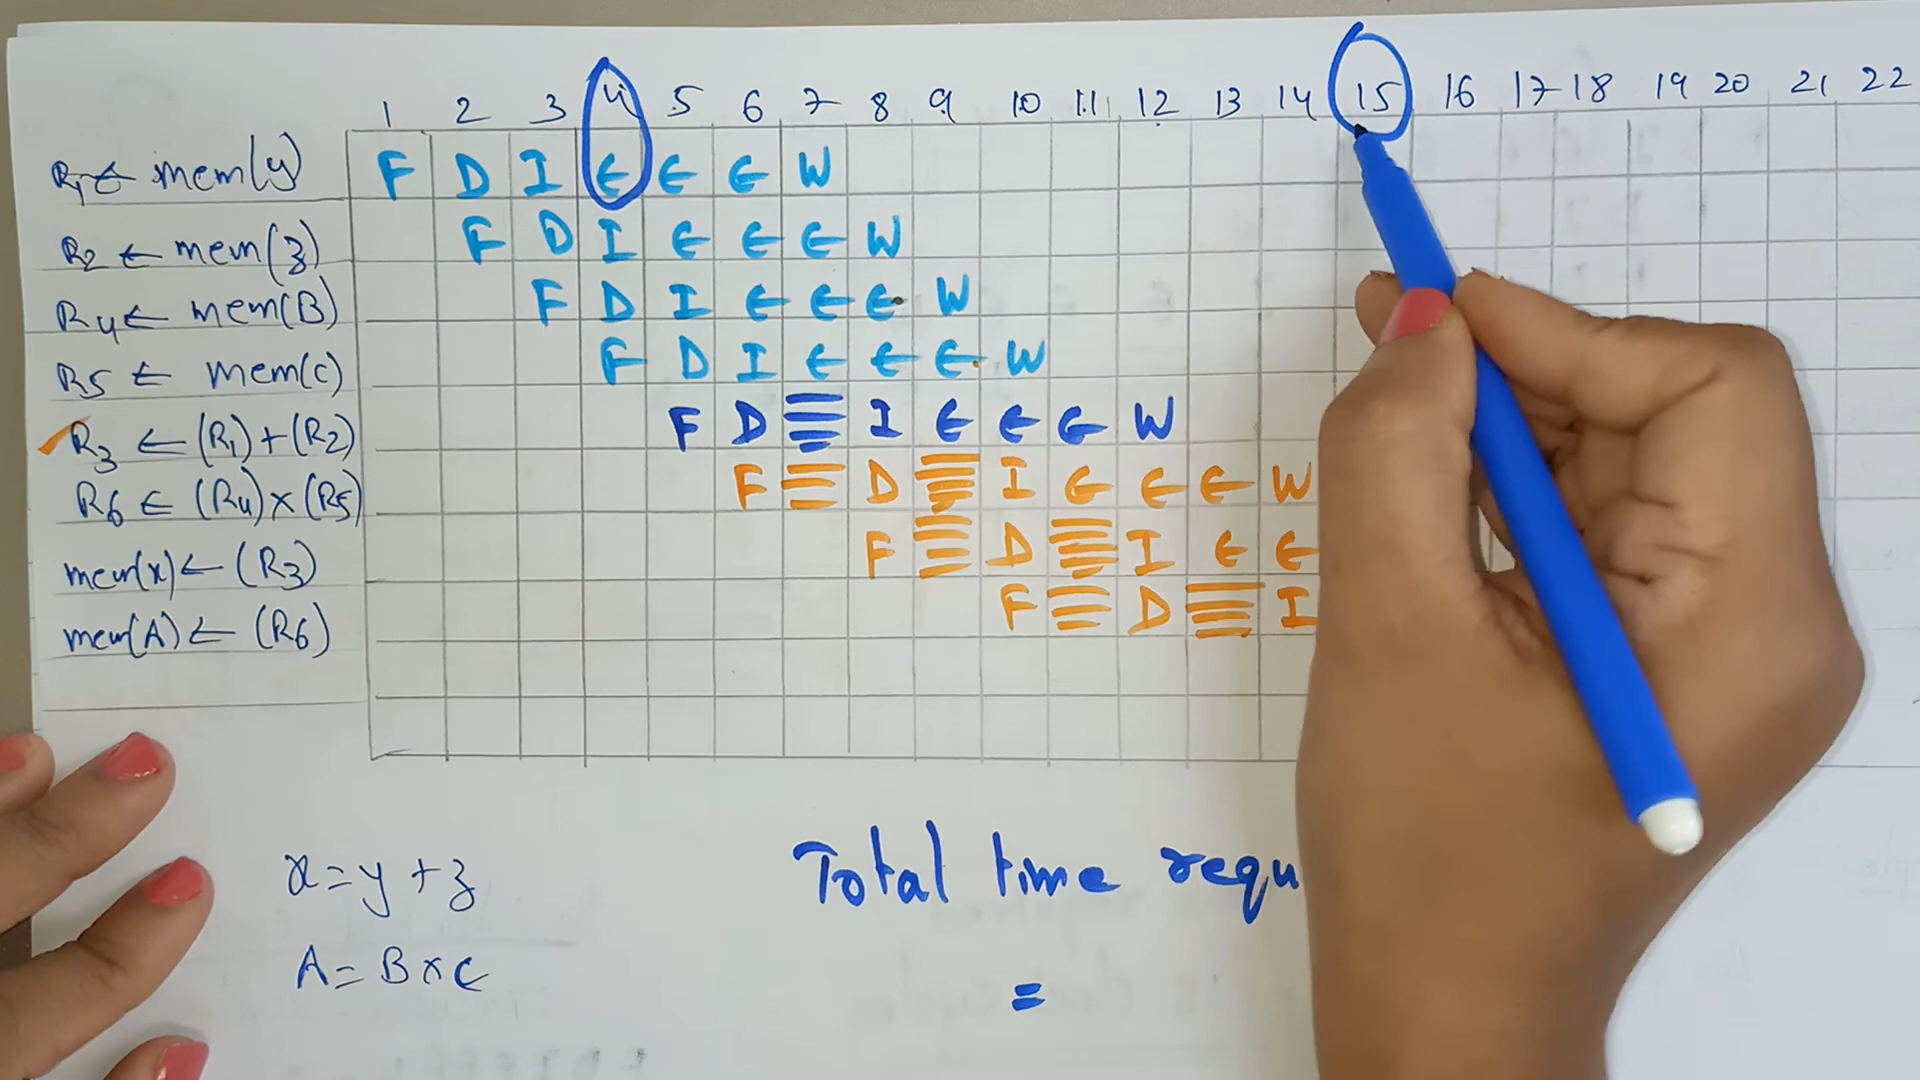 1 2 3 4 5 6 7 8 9 10 11 12 13 14 15 16 17 18 19 20 21 22
R1 ← mem(y) F D I E E E W
R2 ← mem(z) F D I E E E W
R4 ← mem(B) F D I E E E W
R5 ← mem(C) F D I E E E W
R3 ← (R1)+(R2) F D I E E E W
R6 ← (R4)×(R5) F D I E E E W
mem(x) ← (R3) F D I E E
mem(A) ← (R6) F D I
x=y+z
A=B×C
Total time requ
=